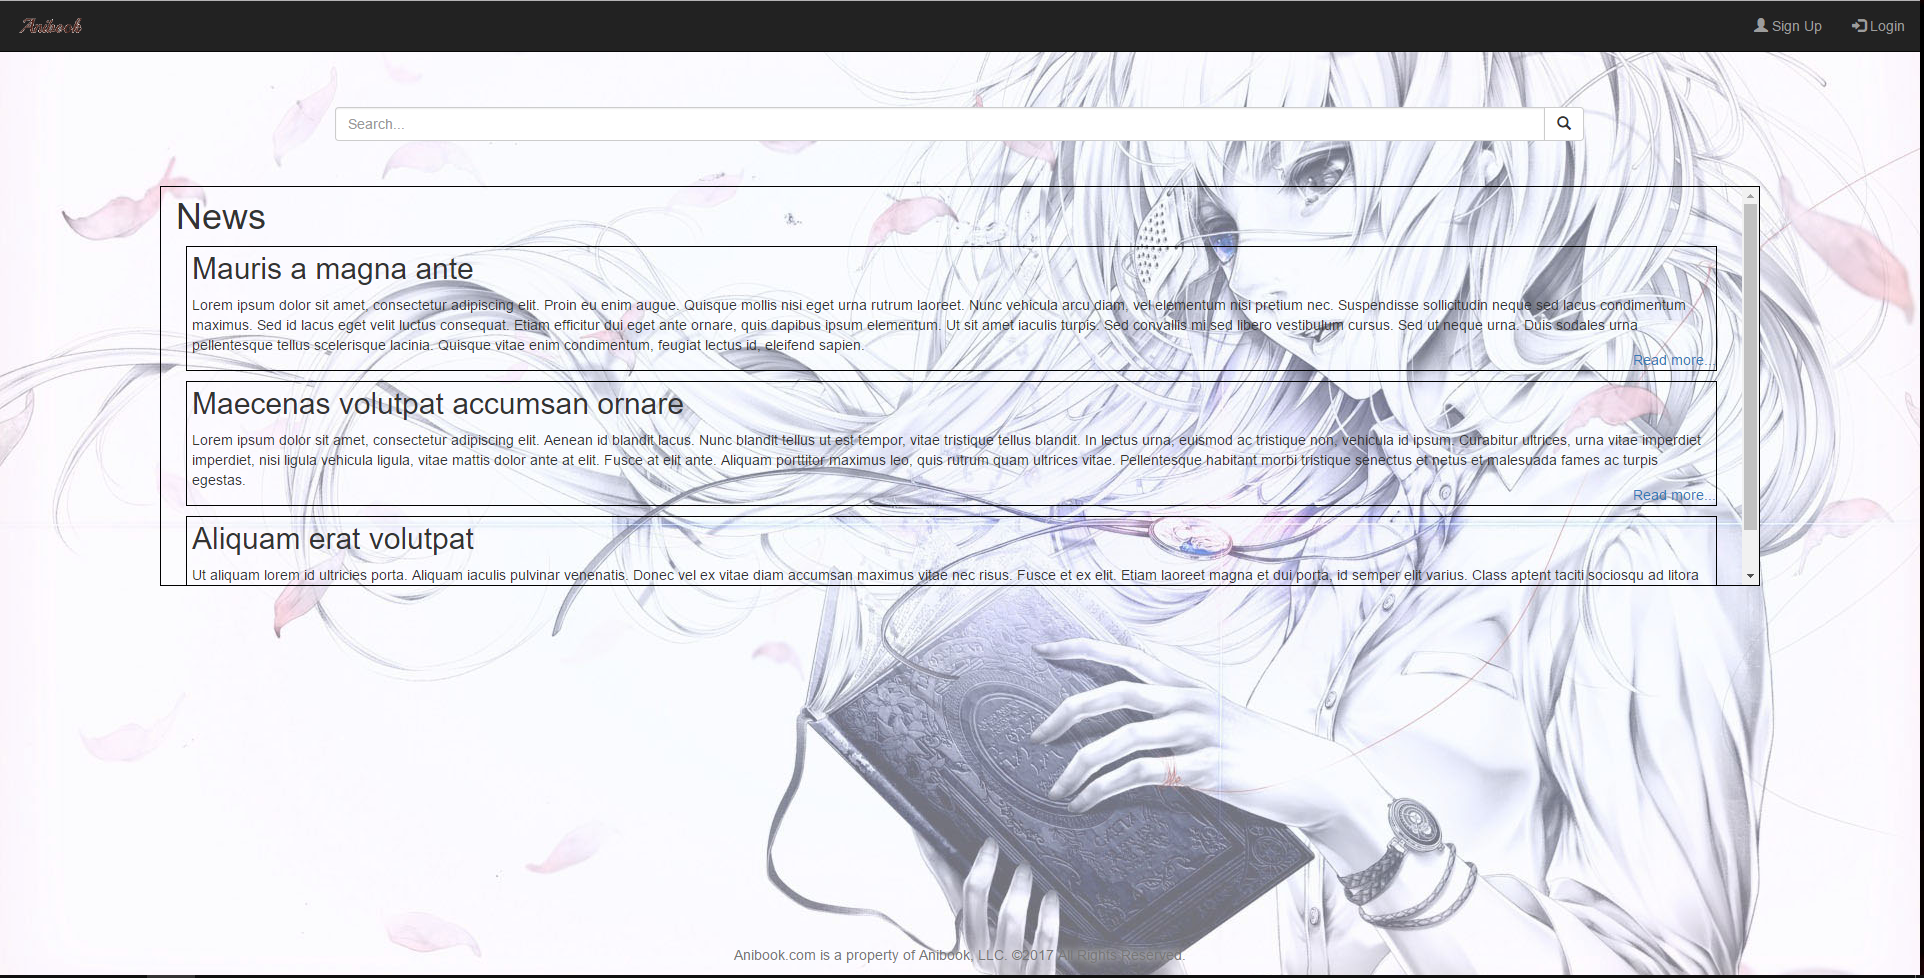 Anibook
Sign Up
Login
Search...
News
Mauris a magna ante
Lorem ipsum dolor sit amet, consectetur adipiscing elit. Proin eu enim augue. Quisque mollis nisi eget urna rutrum laoreet. Nunc vehicula arcu diam, vel elementum nisi pretium nec. Suspendisse sollicitudin neque sed lacus condimentum
maximus. Sed id lacus eget velit luctus consequat. Etiam efficitur dui eget ante ornare, quis dapibus ipsum elementum. Ut sit amet iaculis turpis. Sed convallis mi sed libero vestibulum cursus. Sed ut neque urna. Duis sodales urna
pellentesque tellus scelerisque lacinia. Quisque vitae enim condimentum, feugiat lectus id, eleifend sapien.
Read more...
Maecenas volutpat accumsan ornare
Lorem ipsum dolor sit amet, consectetur adipiscing elit. Aenean id blandit lacus. Nunc blandit tellus ut est tempor, vitae tristique tellus blandit. In lectus urna, euismod ac tristique non, vehicula id ipsum. Curabitur ultrices, urna vitae imperdiet
imperdiet, nisi ligula vehicula ligula, vitae mattis dolor ante at elit. Fusce at elit ante. Aliquam porttitor maximus leo, quis rutrum quam ultrices vitae. Pellentesque habitant morbi tristique senectus et netus et malesuada fames ac turpis
egestas.
Read more...
Aliquam erat volutpat
Ut aliquam lorem id ultricies porta. Aliquam iaculis pulvinar venenatis. Donec vel ex vitae diam accumsan maximus vitae nec risus. Fusce et ex elit. Etiam laoreet magna et dui porta, id semper elit varius. Class aptent taciti sociosqu ad litora
Anibook.com is a property of Anibook, LLC. ©2017 All Rights Reserved.